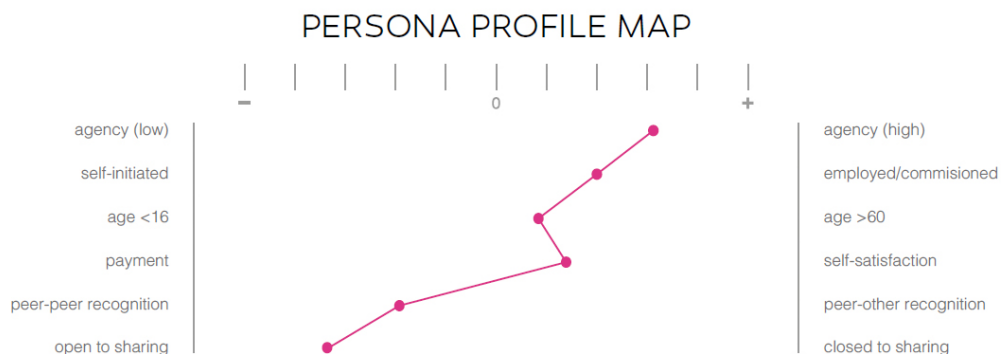 PERSONA PROFILE MAP
− 0 +
agency (low) agency (high)
self-initiated employed/commisioned
age <16 age >60
payment self-satisfaction
peer-peer recognition peer-other recognition
open to sharing closed to sharing